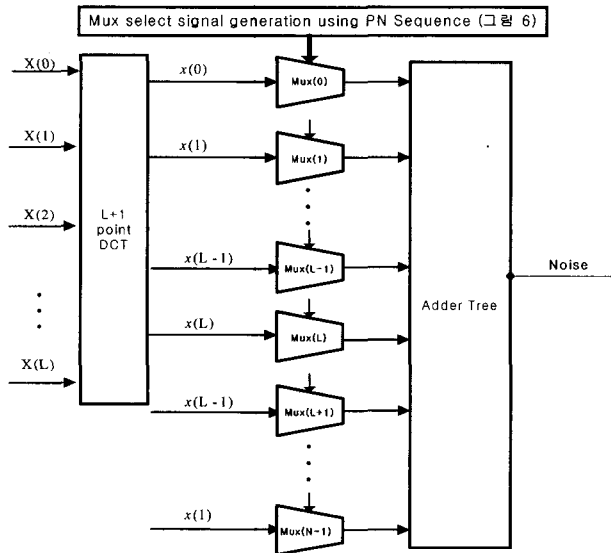 Mux select signal generation using PN Sequence (그림 6)
X(0)
X(1)
X(2)
X(L)
L+1
point
DCT
x(0)
x(1)
x(L-1)
x(L)
x(L-1)
x(1)
Mux(0)
Mux(1)
Mux(L-1)
Mux(L)
Mux(L+1)
Mux(N-1)
Adder Tree
Noise